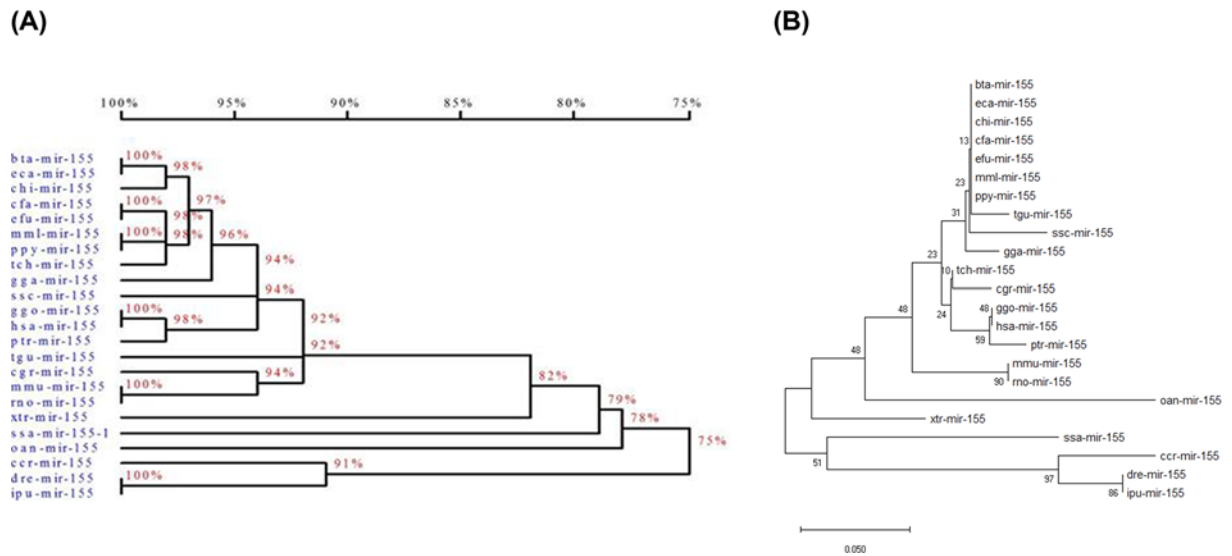 (A)
(B)
100% 95% 90% 85% 80% 75%
bta-mir-155
eca-mir-155
chi-mir-155
cfa-mir-155
efu-mir-155
mml-mir-155
ppy-mir-155
tch-mir-155
gga-mir-155
ssc-mir-155
ggo-mir-155
hsa-mir-155
ptr-mir-155
tgu-mir-155
cgr-mir-155
mmu-mir-155
rno-mir-155
xtr-mir-155
ssa-mir-155-1
oan-mir-155
ccr-mir-155
dre-mir-155
ipu-mir-155
100%
98%
97%
100%
98%
100%
98%
96%
94%
94%
100%
98%
92%
92%
94%
100%
82%
79%
78%
75%
91%
100%
bta-mir-155
eca-mir-155
chi-mir-155
13 cfa-mir-155
efu-mir-155
23 mml-mir-155
ppy-mir-155
31 tgu-mir-155
ssc-mir-155
23 gga-mir-155
10 tch-mir-155
cgr-mir-155
48 24 48 ggo-mir-155
hsa-mir-155
59 ptr-mir-155
48 mmu-mir-155
90 rno-mir-155
oan-mir-155
xtr-mir-155
ssa-mir-155
51 ccr-mir-155
97 dre-mir-155
86 ipu-mir-155
0.050